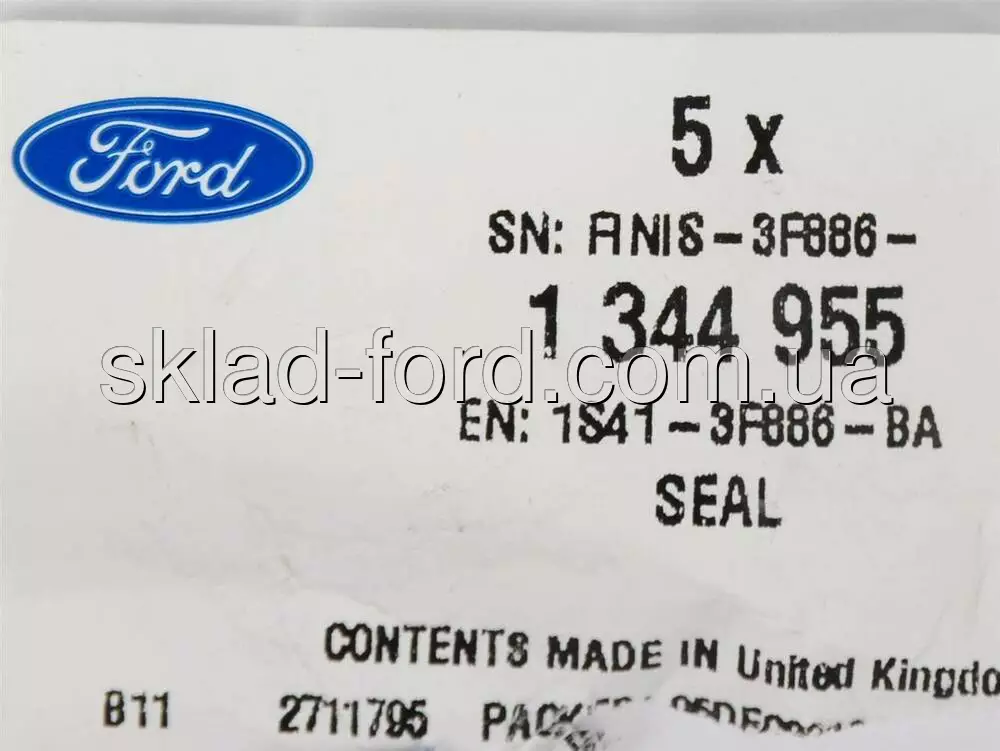 Ford
5 x
SN: FINIS-3F886-
1 344 955
sklad-ford.com.ua
EN: 1S41-3F886-BA
SEAL
CONTENTS MADE IN United Kingdo
B11 2711795